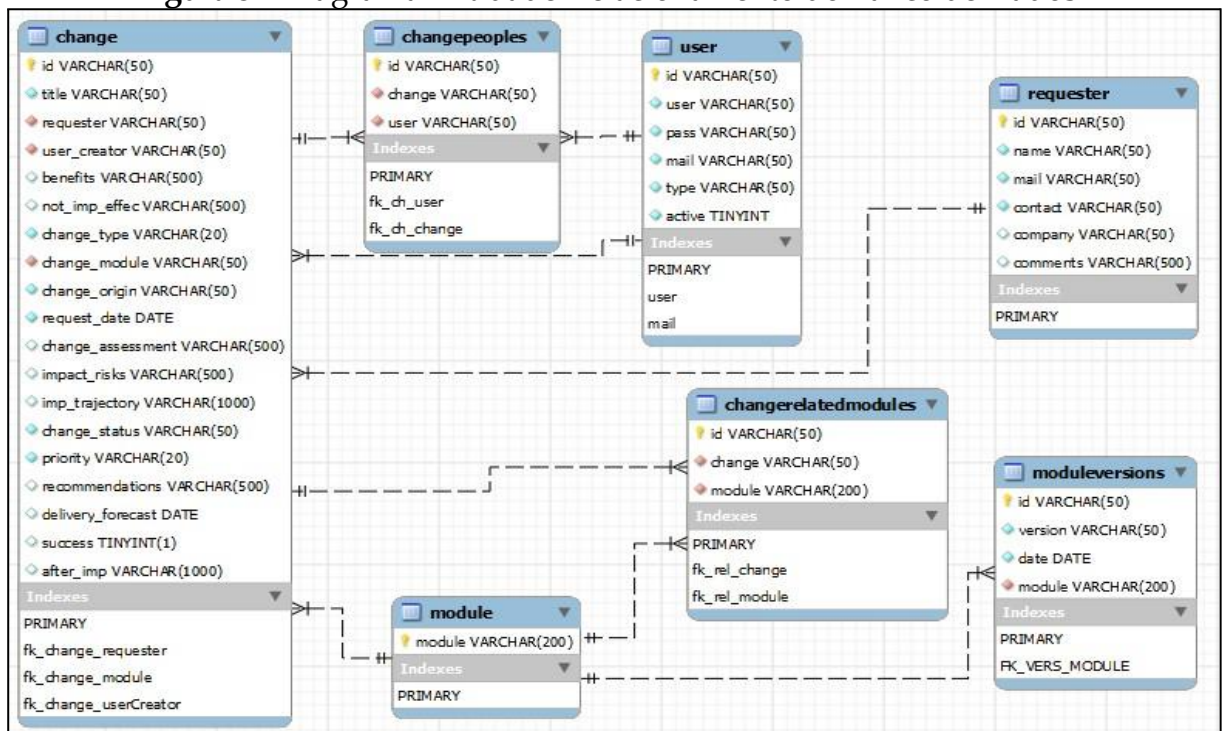 change
id VARCHAR(50)
title VARCHAR(50)
requester VARCHAR(50)
user_creator VARCHAR(50)
benefits VARCHAR(500)
not_imp_effec VARCHAR(500)
change_type VARCHAR(20)
change_module VARCHAR(50)
change_origin VARCHAR(50)
request_date DATE
change_assessment VARCHAR(500)
impact_risks VARCHAR(500)
imp_trajectory VARCHAR(1000)
change_status VARCHAR(50)
priority VARCHAR(20)
recommendations VARCHAR(500)
delivery_forecast DATE
success TINYINT(1)
after_imp VARCHAR(1000)
Indexes
PRIMARY
fk_change_requester
fk_change_module
fk_change_userCreator
changepeoples
id VARCHAR(50)
change VARCHAR(50)
user VARCHAR(50)
Indexes
PRIMARY
fk_ch_user
fk_ch_change
user
id VARCHAR(50)
user VARCHAR(50)
pass VARCHAR(50)
mail VARCHAR(50)
type VARCHAR(50)
active TINYINT
Indexes
PRIMARY
user
mail
requester
id VARCHAR(50)
name VARCHAR(50)
mail VARCHAR(50)
contact VARCHAR(50)
company VARCHAR(50)
comments VARCHAR(500)
Indexes
PRIMARY
changerelatedmodules
id VARCHAR(50)
change VARCHAR(50)
module VARCHAR(200)
Indexes
PRIMARY
fk_rel_change
fk_rel_module
module
module VARCHAR(200)
Indexes
PRIMARY
moduleversions
id VARCHAR(50)
version VARCHAR(50)
date DATE
module VARCHAR(200)
Indexes
PRIMARY
FK_VERS_MODULE